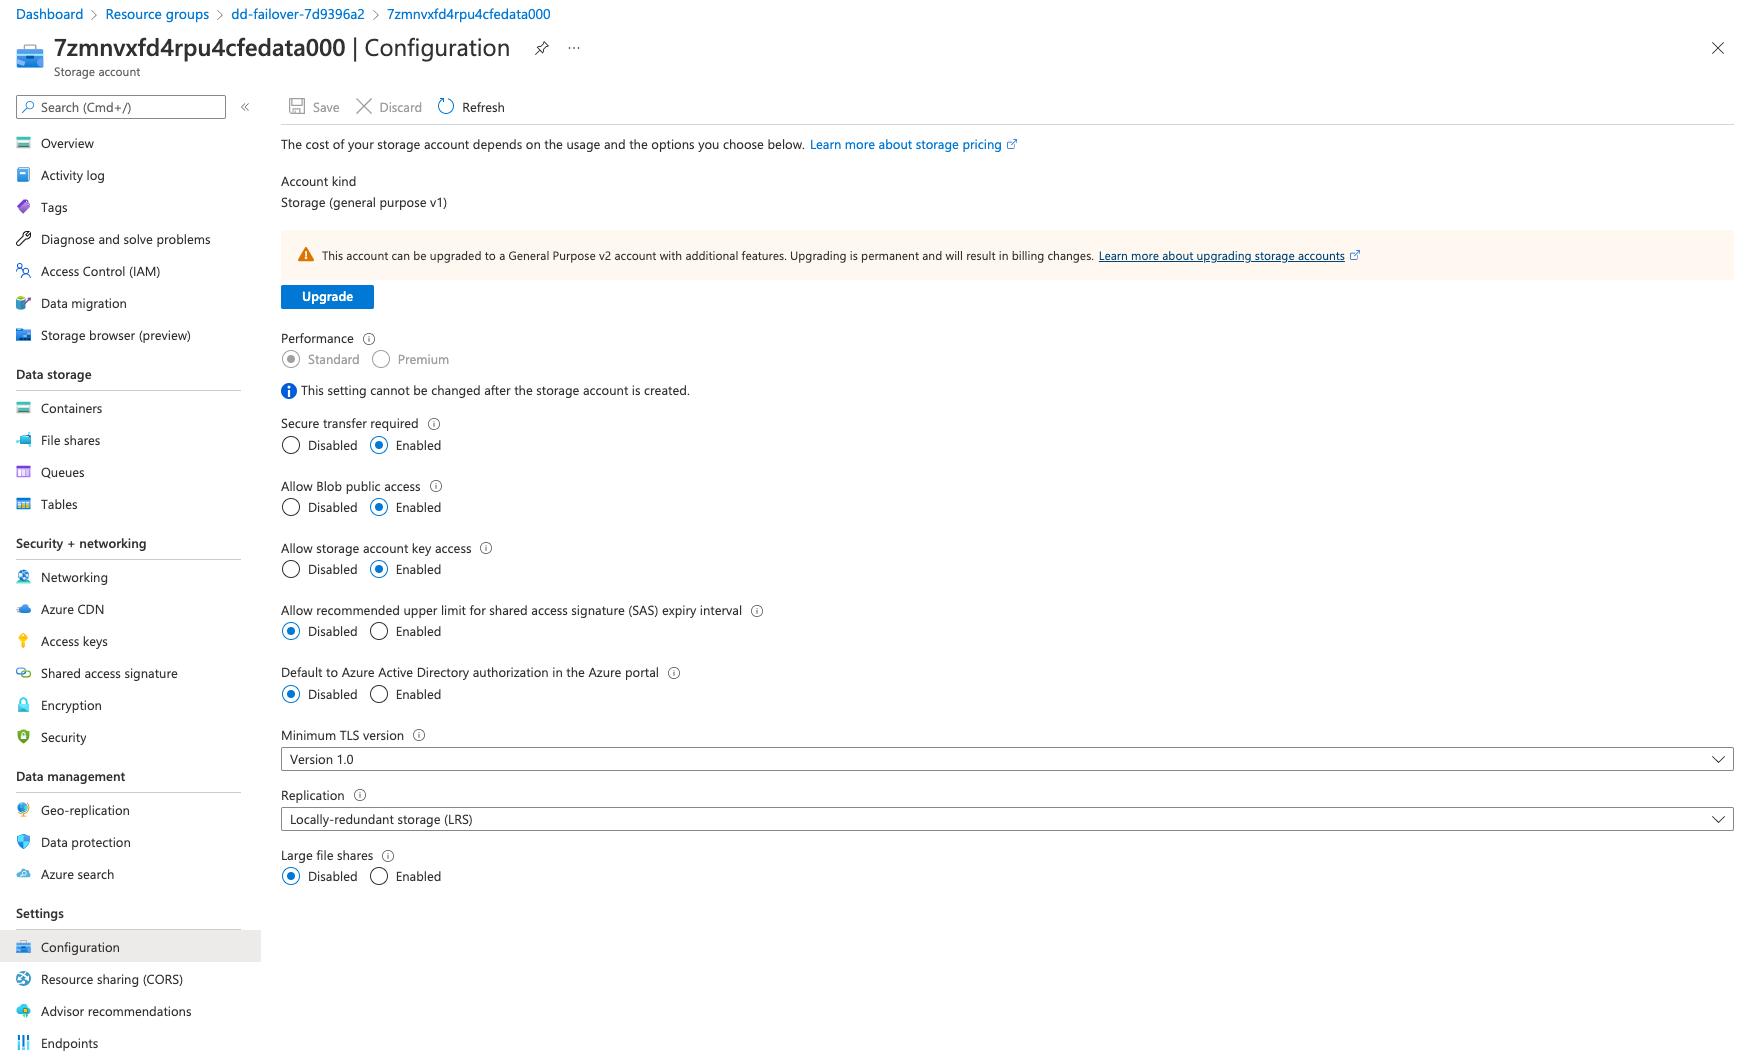 Dashboard > Resource groups > dd-failover-7d9396a2 > 7zmnvxfd4rpu4cfedata000
7zmnvxfd4rpu4cfedata000 | Configuration ...
Storage account
Search (Cmd+/) «
Overview
Activity log
Tags
Diagnose and solve problems
Access Control (IAM)
Data migration
Storage browser (preview)
Data storage
Containers
File shares
Queues
Tables
Security + networking
Networking
Azure CDN
Access keys
Shared access signature
Encryption
Security
Data management
Geo-replication
Data protection
Azure search
Settings
Configuration
Resource sharing (CORS)
Advisor recommendations
Endpoints
Save Discard Refresh
The cost of your storage account depends on the usage and the options you choose below. Learn more about storage pricing
Account kind
Storage (general purpose v1)
This account can be upgraded to a General Purpose v2 account with additional features. Upgrading is permanent and will result in billing changes. Learn more about upgrading storage accounts
Upgrade
Performance
Standard Premium
This setting cannot be changed after the storage account is created.
Secure transfer required
Disabled Enabled
Allow Blob public access
Disabled Enabled
Allow storage account key access
Disabled Enabled
Allow recommended upper limit for shared access signature (SAS) expiry interval
Disabled Enabled
Default to Azure Active Directory authorization in the Azure portal
Disabled Enabled
Minimum TLS version
Version 1.0
Replication
Locally-redundant storage (LRS)
Large file shares
Disabled Enabled